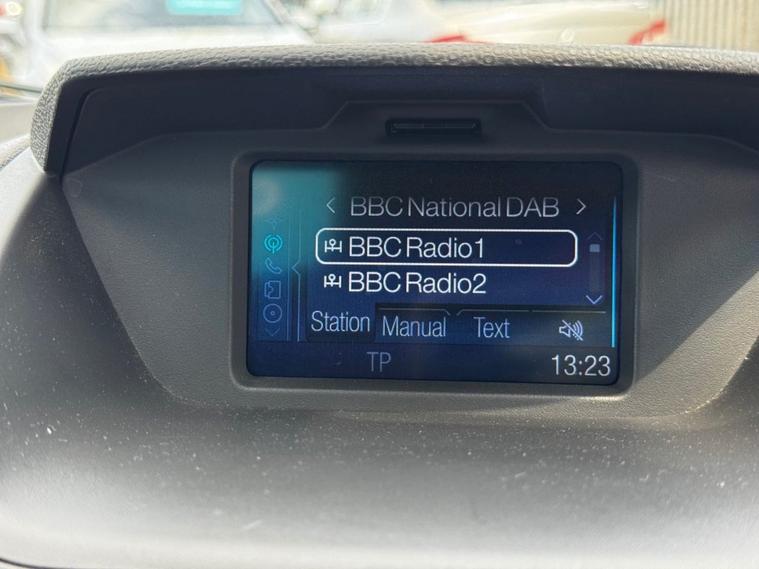 BBC National DAB
BBC Radio1
BBC Radio2
Station Manual Text
TP 13:23